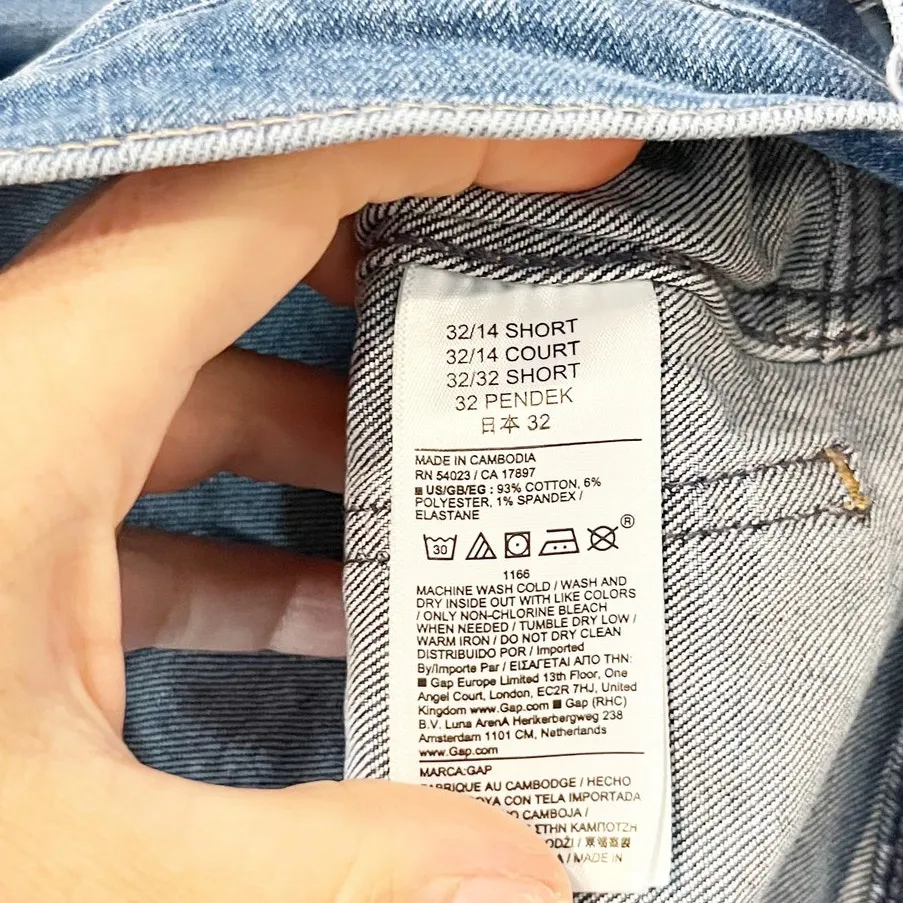 32/14 SHORT
32/14 COURT
32/32 SHORT
32 PENDEK
日本 32
MADE IN CAMBODIA
RN 54023 / CA 17897
■ US/GB/EG : 93% COTTON, 6%
POLYESTER, 1% SPANDEX /
ELASTANE
30
®
1166
MACHINE WASH COLD / WASH AND
DRY INSIDE OUT WITH LIKE COLORS
/ ONLY NON-CHLORINE BLEACH
WHEN NEEDED / TUMBLE DRY LOW /
WARM IRON / DO NOT DRY CLEAN
DISTRIBUIDO POR / Imported
By/Importe Par / ΕΙΣΑΓΕΤΑΙ ΑΠΟ ΤΗΝ:
■ Gap Europe Limited 13th Floor, One
Angel Court, London, EC2R 7HJ, United
Kingdom www.Gap.com ■ Gap (RHC)
B.V. Luna ArenA Herikerbergweg 238
Amsterdam 1101 CM, Netherlands
www.Gap.com
MARCA:GAP
AU CAMBODGE / HECHO
CON TELA IMPORTADA
CAMBOJA /
ΣΤΗΝ ΚΑΜΠΟΤΖΗ
/ MADE IN